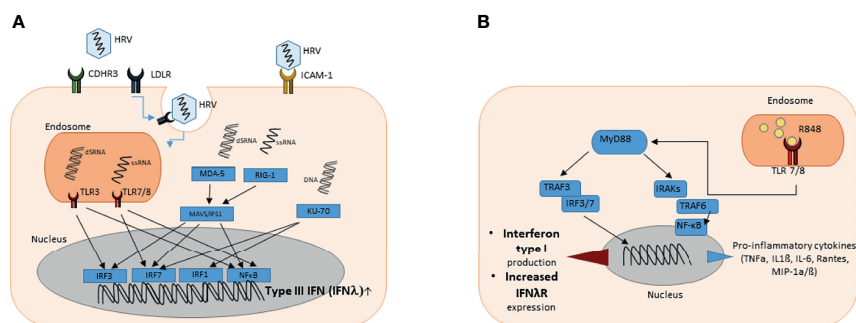 A
HRV
CDHR3
LDLR
HRV
ICAM-1
HRV
Endosome
dSRNA
ssRNA
TLR3
TLR7/8
dSRNA
ssRNA
MDA-5
RIG-1
DNA
MAVS/IPS1
KU-70
Nucleus
IRF3
IRF7
IRF1
NFκB
Type III IFN (IFNλ)↑
B
Endosome
R848
TLR 7/8
MyD88
TRAF3
IRF3/7
IRAKs
TRAF6
NF-κB
• Interferon
type I
production
• Increased
IFNλR
expression
Nucleus
Pro-inflammatory cytokines
(TNFa, IL1ß, IL-6, Rantes,
MIP-1a/ß)